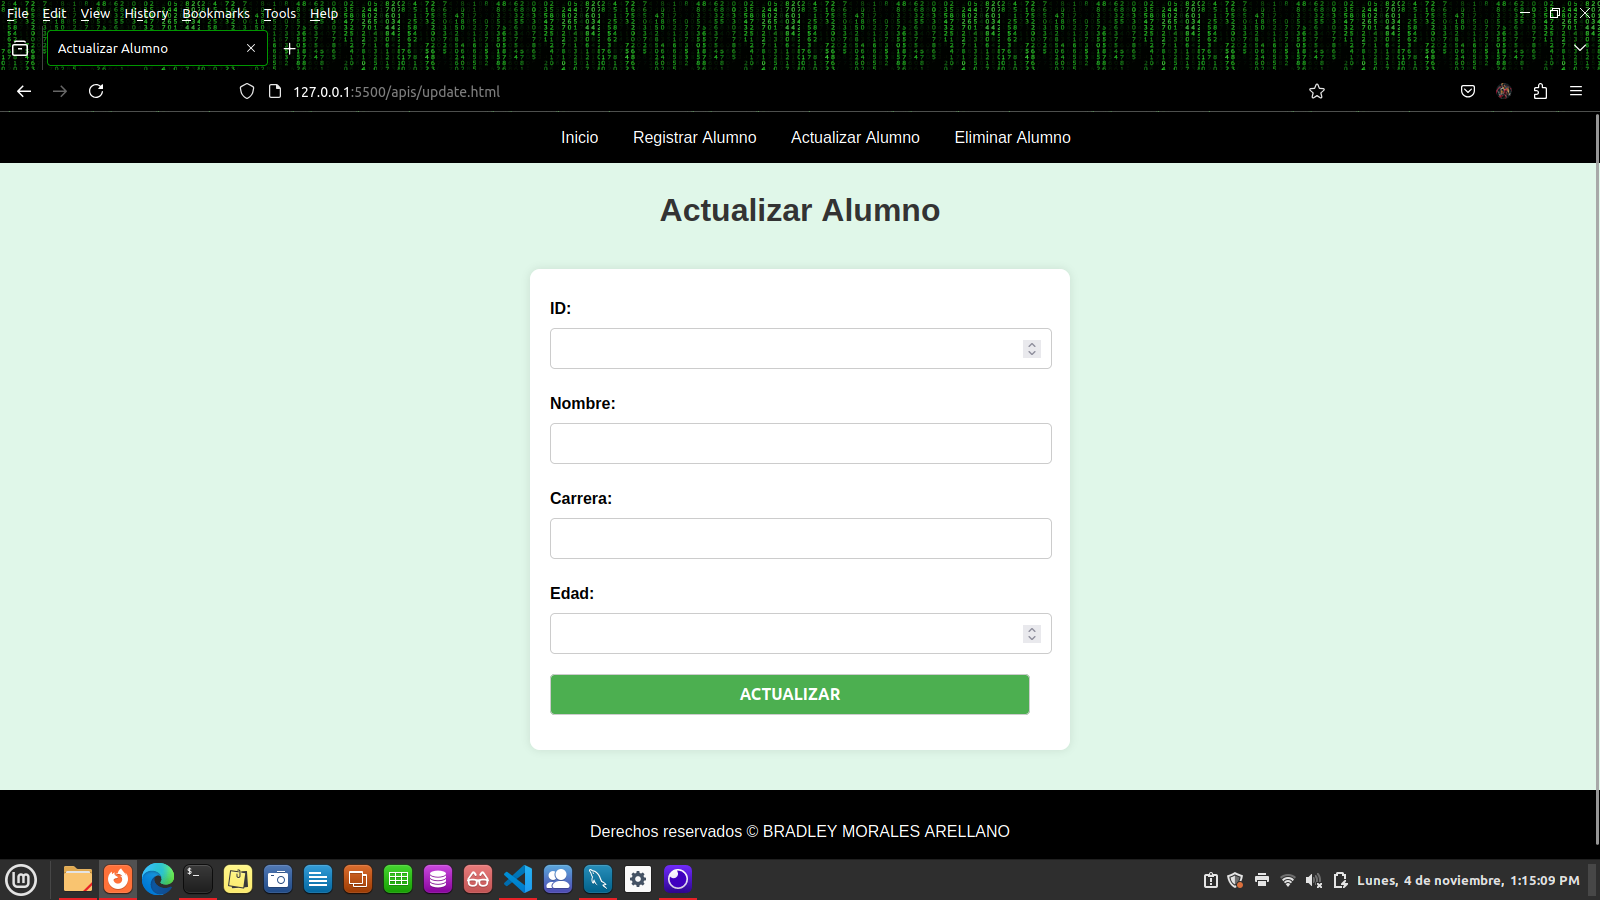 File Edit View History Bookmarks Tools Help
Actualizar Alumno
127.0.0.1:5500/apis/update.html
Inicio Registrar Alumno Actualizar Alumno Eliminar Alumno
Actualizar Alumno
ID:
Nombre:
Carrera:
Edad:
ACTUALIZAR
Derechos reservados © BRADLEY MORALES ARELLANO
Lunes, 4 de noviembre, 1:15:09 PM